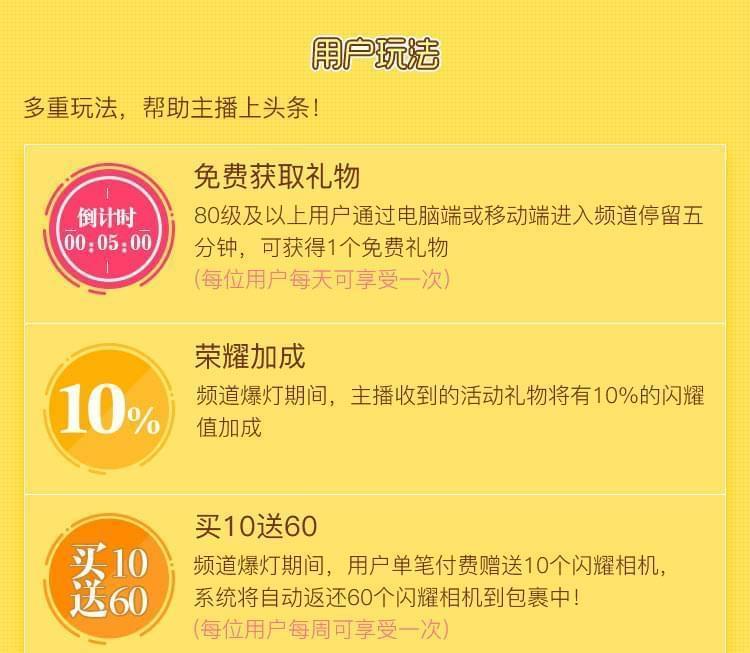 用户玩法
多重玩法，帮助主播上头条！
倒计时
00:05:00
免费获取礼物
80级及以上用户通过电脑端或移动端进入频道停留五
分钟，可获得1个免费礼物
(每位用户每天可享受一次)
10%
荣耀加成
频道爆灯期间，主播收到的活动礼物将有10%的闪耀
值加成
买10
送60
买10送60
频道爆灯期间，用户单笔付费赠送10个闪耀相机，
系统将自动返还60个闪耀相机到包裹中！
(每位用户每周可享受一次)